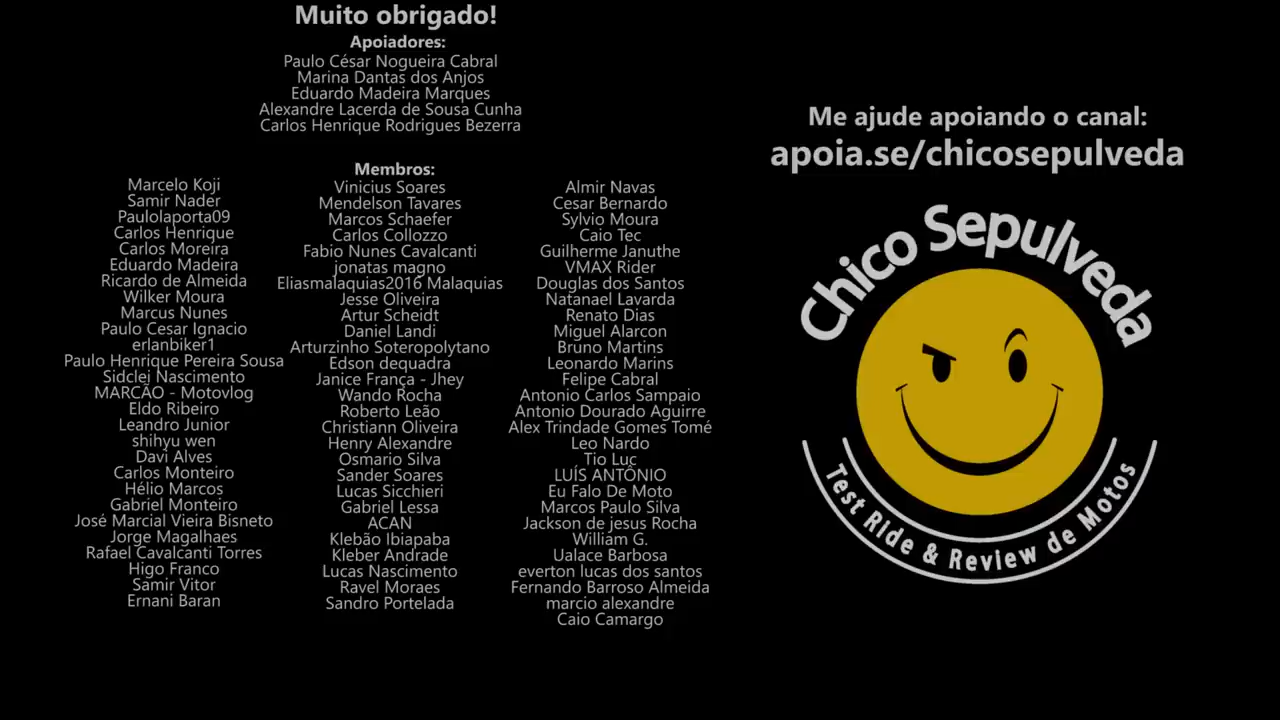 Muito obrigado!
Apoiadores:
Paulo César Nogueira Cabral
Marina Dantas dos Anjos
Eduardo Madeira Marques
Alexandre Lacerda de Sousa Cunha
Carlos Henrique Rodrigues Bezerra
Membros:
Marcelo Koji
Samir Nader
Paulolaporta09
Carlos Henrique
Carlos Moreira
Eduardo Madeira
Ricardo de Almeida
Wilker Moura
Marcus Nunes
Paulo Cesar Ignacio
erlanbiker1
Paulo Henrique Pereira Sousa
Sidclei Nascimento
MARCÃO - Motovlog
Eldo Ribeiro
Leandro Junior
shihyu wen
Davi Alves
Carlos Monteiro
Hélio Marcos
Gabriel Monteiro
José Marcial Vieira Bisneto
Jorge Magalhaes
Rafael Cavalcanti Torres
Higo Franco
Samir Vitor
Ernani Baran
Vinicius Soares
Mendelson Tavares
Marcos Schaefer
Carlos Collozzo
Fabio Nunes Cavalcanti
jonatas magno
Eliasmalaquias2016 Malaquias
Jesse Oliveira
Artur Scheidt
Daniel Landi
Arturzinho Soteropolytano
Edson dequadra
Janice França - Jhey
Wando Rocha
Roberto Leão
Christiann Oliveira
Henry Alexandre
Osmario Silva
Sander Soares
Lucas Sicchieri
Gabriel Lessa
ACAN
Klebão Ibiapaba
Kleber Andrade
Lucas Nascimento
Ravel Moraes
Sandro Portelada
Almir Navas
Cesar Bernardo
Sylvio Moura
Caio Tec
Guilherme Januthe
VMAX Rider
Douglas dos Santos
Natanael Lavarda
Renato Dias
Miguel Alarcon
Bruno Martins
Leonardo Marins
Felipe Cabral
Antonio Carlos Sampaio
Antonio Dourado Aguirre
Alex Trindade Gomes Tomé
Leo Nardo
Tio Luc
LUÍS ANTÔNIO
Eu Falo De Moto
Marcos Paulo Silva
Jackson de jesus Rocha
William G.
Ualace Barbosa
everton lucas dos santos
Fernando Barroso Almeida
marcio alexandre
Caio Camargo
Me ajude apoiando o canal:
apoia.se/chicosepulveda
Chico Sepulveda
Test Ride & Review de Motos